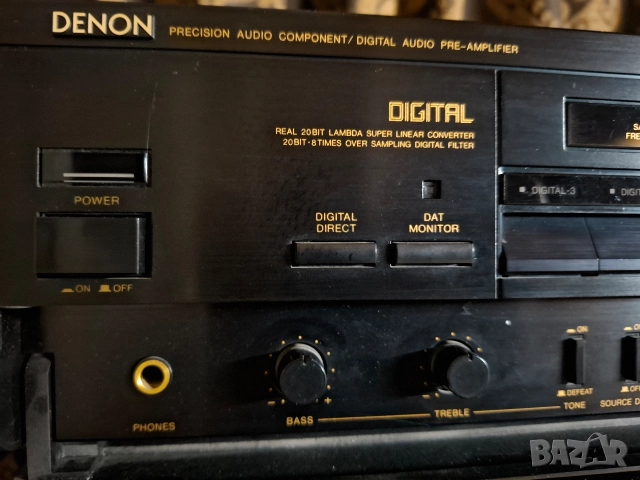 DENON
PRECISION AUDIO COMPONENT/ DIGITAL AUDIO PRE-AMPLIFIER
DIGITAL
REAL 20BIT LAMBDA SUPER LINEAR CONVERTER
20BIT·8TIMES OVER SAMPLING DIGITAL FILTER
POWER
DIGITAL
DIRECT
DAT
MONITOR
DIGITAL-3
ON OFF
PHONES
BASS
TREBLE
ON
DEFEAT
TONE
SOURCE D
BAZAR